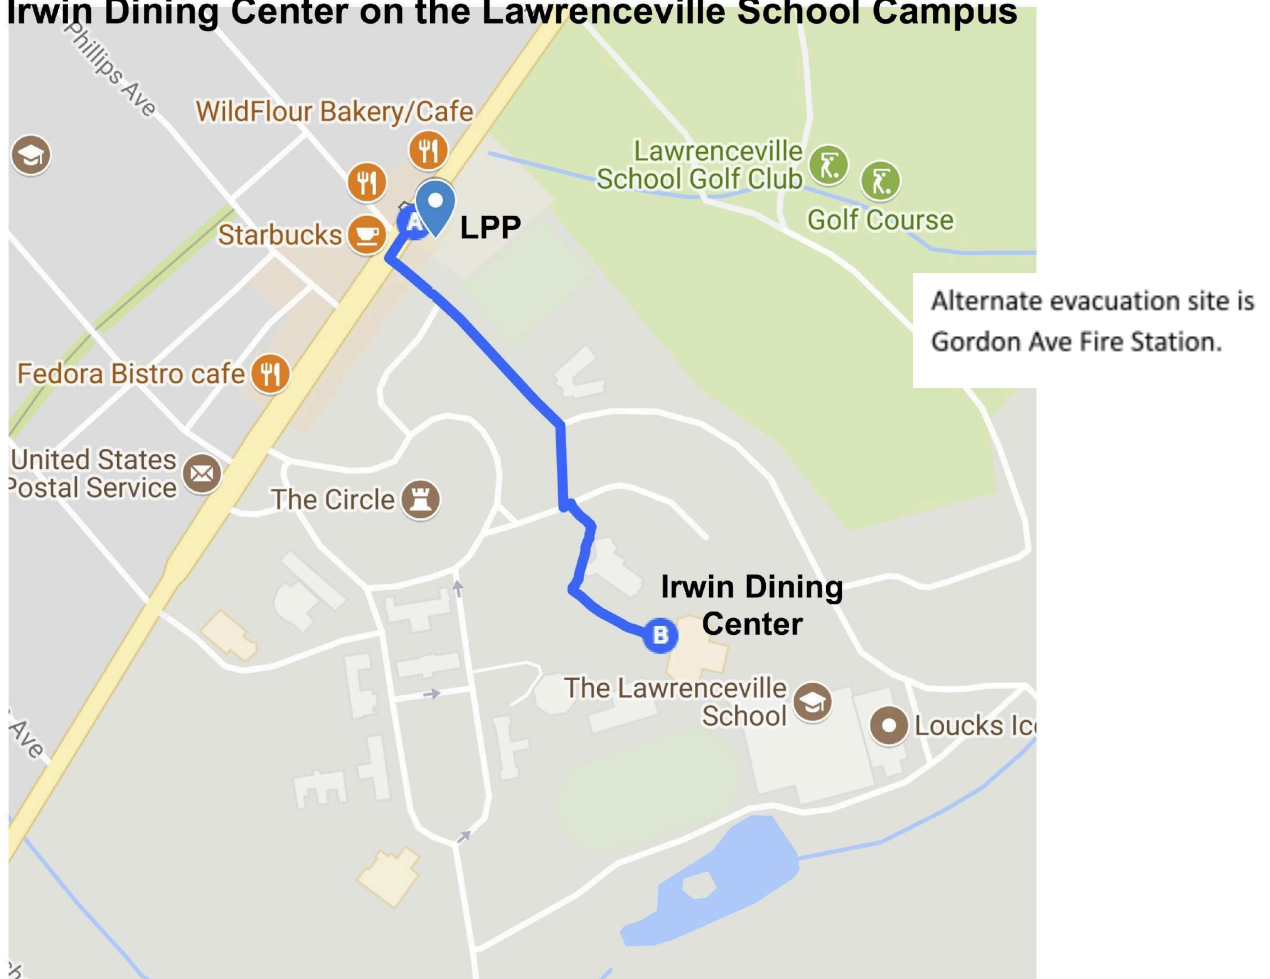 Irwin Dining Center on the Lawrenceville School Campus
Phillips Ave
WildFlour Bakery/Cafe
Lawrenceville
School Golf Club
Golf Course
A
LPP
Starbucks
Alternate evacuation site is
Gordon Ave Fire Station.
Fedora Bistro cafe
United States
Postal Service
The Circle
Irwin Dining
Center
B
The Lawrenceville
School
Loucks Ic
Ave